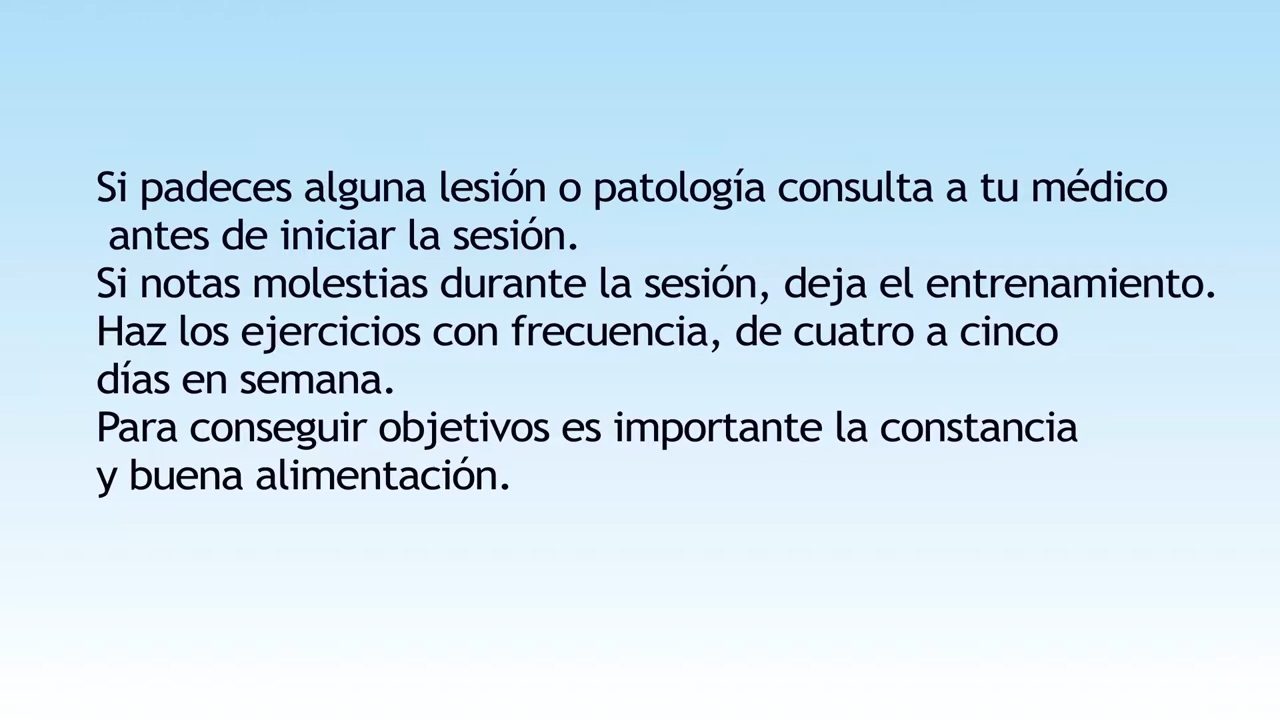 Si padeces alguna lesión o patología consulta a tu médico
antes de iniciar la sesión.
Si notas molestias durante la sesión, deja el entrenamiento.
Haz los ejercicios con frecuencia, de cuatro a cinco
días en semana.
Para conseguir objetivos es importante la constancia
y buena alimentación.